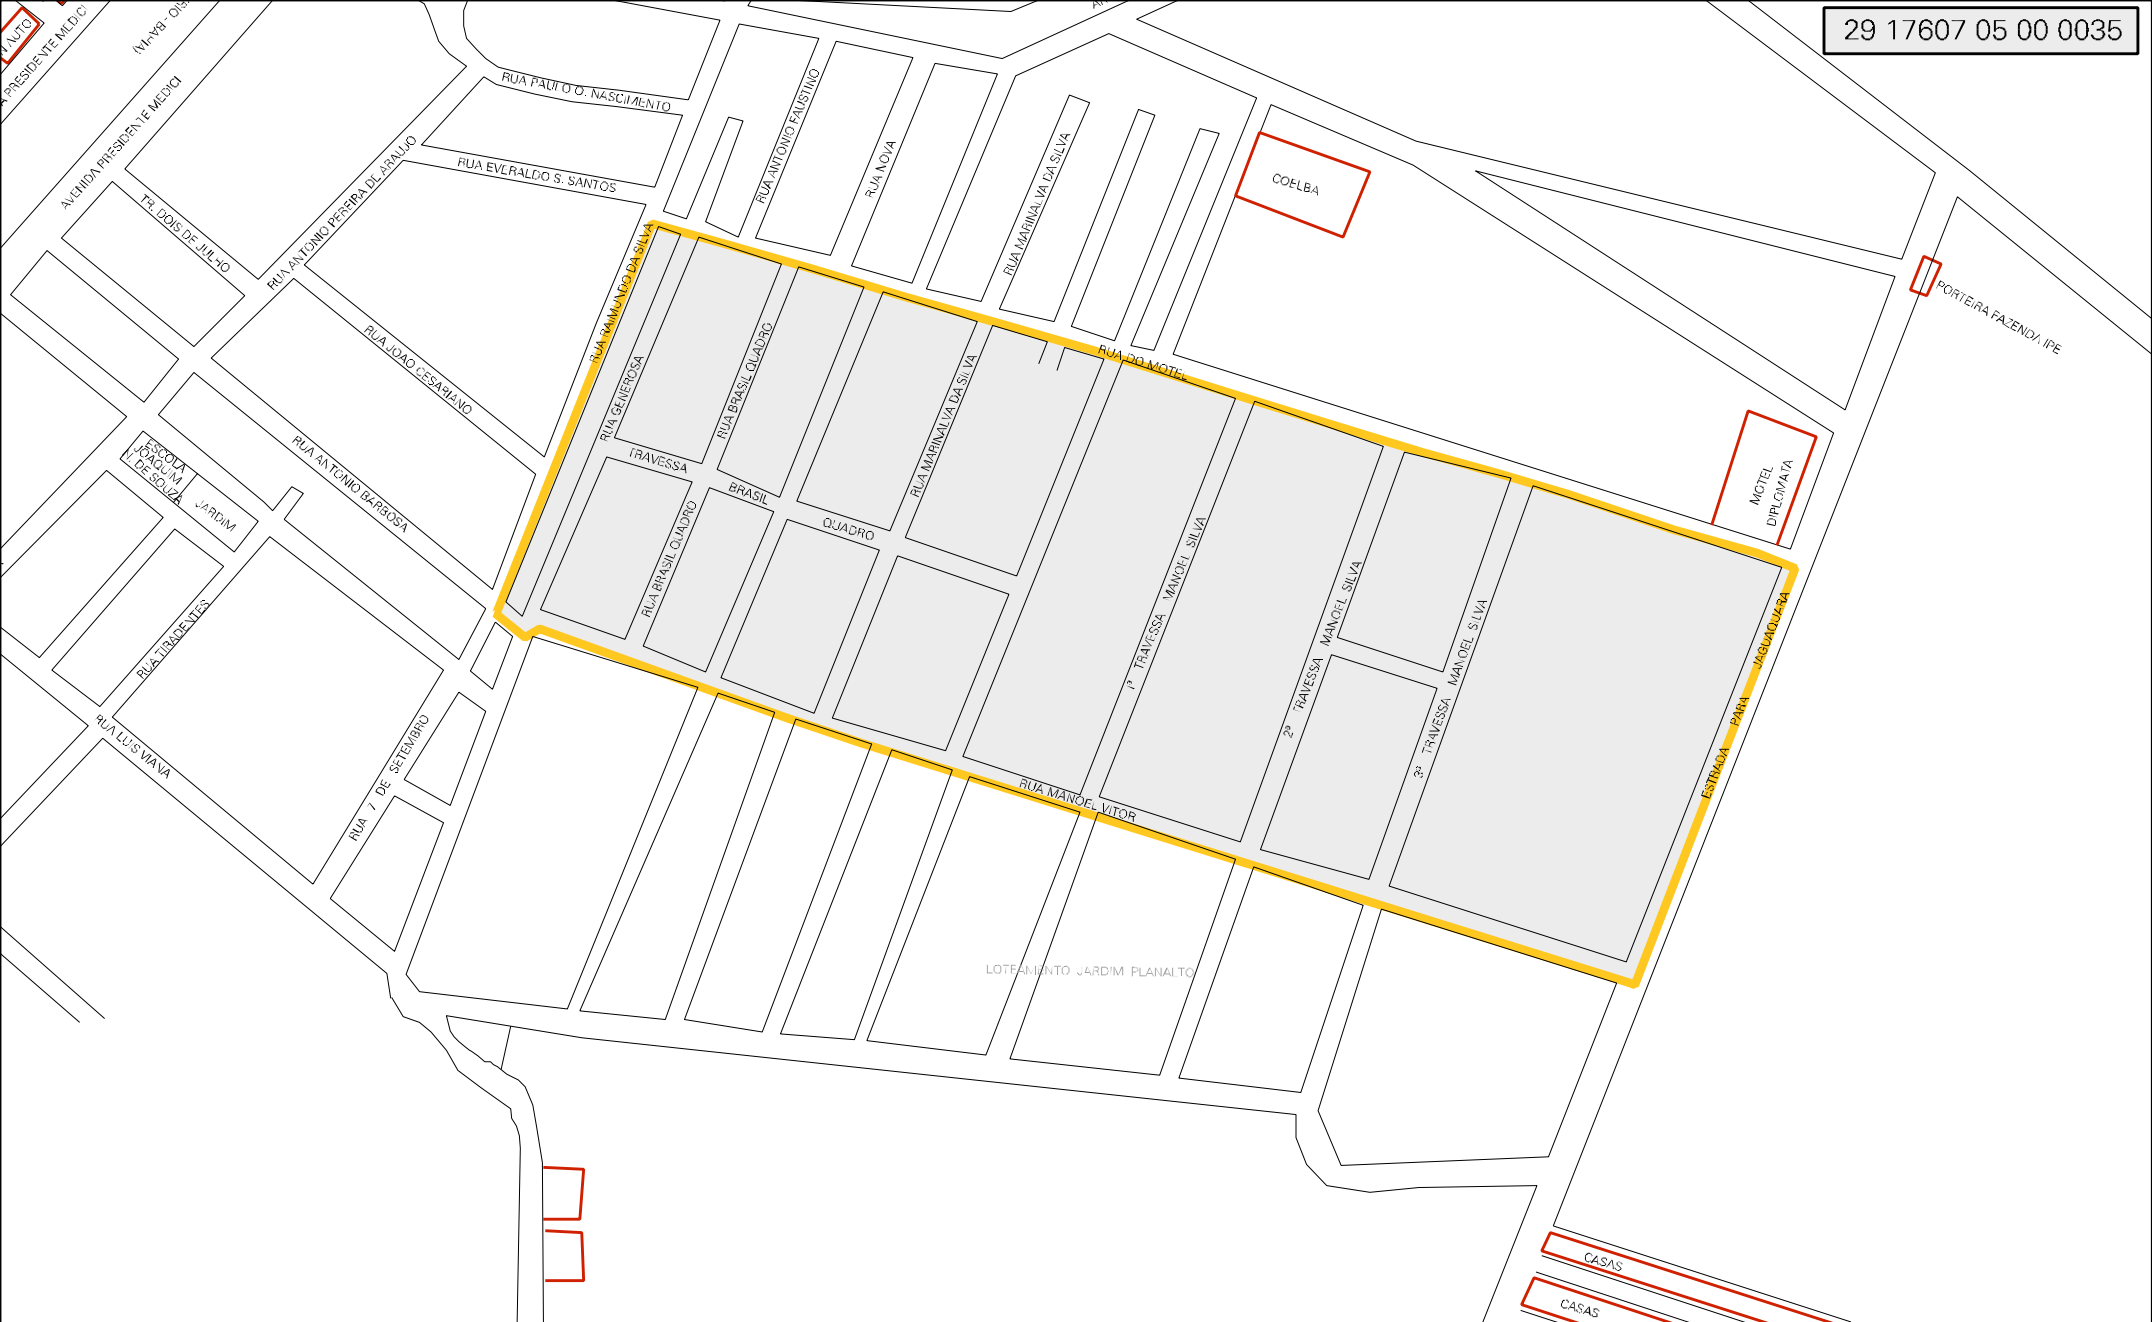 29 17607 05 00 0035
AUTO
PRESIDENTE MEDICI
AVENIDA PRESIDENTE MEDICI
RUA PAULO O. NASCIMENTO
RUA EVERALDO S. SANTOS
RUA ANTONIO PEREIRA DE ARAUJO
TR. DOIS DE JULHO
RUA ANTONIO FAUSTINO
RUA NOVA
RUA MARINALVA DA SILVA
COELBA
PORTEIRA FAZENDA IPE
RUA RAIMUNDO DA SILVA
RUA GENEROSA
RUA BRASIL QUADRO
RUA MARINALVA DA SILVA
RUA DO MOTEL
RUA JOAO CESARIANO
RUA ANTONIO BARBOSA
ESCOLA
JOAQUIM
DE SOUZA
JARDIM
TRAVESSA
BRASIL
QUADRO
RUA BRASIL QUADRO
MOTEL
DIPLOMATA
1ª TRAVESSA MANOEL SILVA
2ª TRAVESSA MANOEL SILVA
3ª TRAVESSA MANOEL SILVA
ESTRADA PARA JAGUAQUARA
RUA TIRADENTES
RUA LUIS VIANA
RUA 7 DE SETEMBRO
RUA MANOEL VITOR
LOTEAMENTO JARDIM PLANALTO
CASAS
CASAS